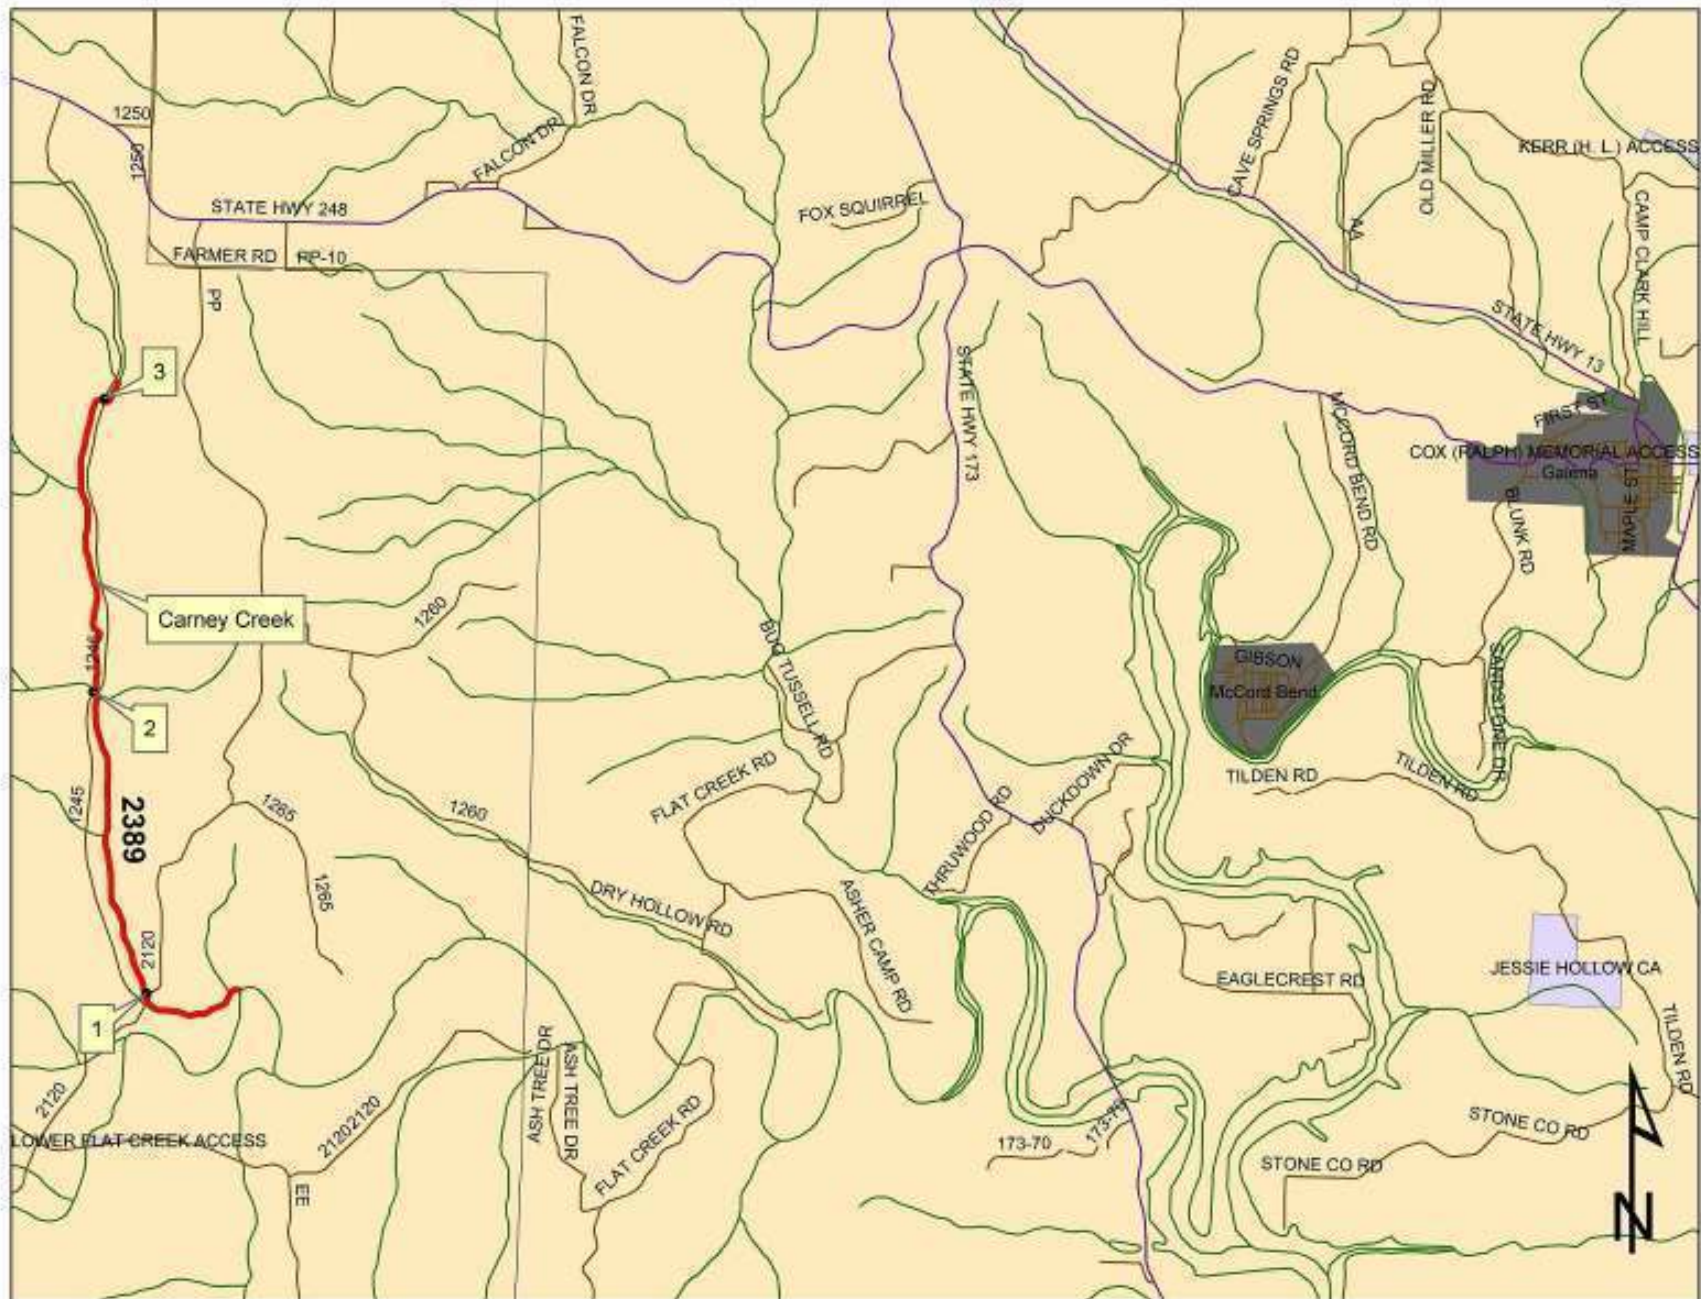 FALCON DR
CAVE SPRINGS RD
OLD MILLER RD
1250
1250
FALCON DR
KERR (H. L.) ACCESS
STATE HWY 248
FOX SQUIRREL
AA
CAMP CLARK HILL
FARMER RD
PP-10
PP
STATE HWY 13
3
STATE HWY 173
MCCORD BEND RD
FIRST ST
COX (RALPH) MEMORIAL ACCESS
Galena
MAPLE ST
BLUNK RD
Carney Creek
1260
1245
BUG TUSSELL RD
GIBSON
McCord Bend
SANDSTONE DR
2
FLAT CREEK RD
DUCKDOWN DR
TILDEN RD
TILDEN RD
1245
2389
1265
1260
THRUWOOD RD
1265
DRY HOLLOW RD
ASHER CAMP RD
2120
EAGLECREST RD
JESSIE HOLLOW CA
1
TILDEN RD
2120
ASH TREE DR
ASH TREE DR
FLAT CREEK RD
21202120
LOWER FLAT CREEK ACCESS
173-70
173-70
STONE CO RD
STONE CO RD
EE
N